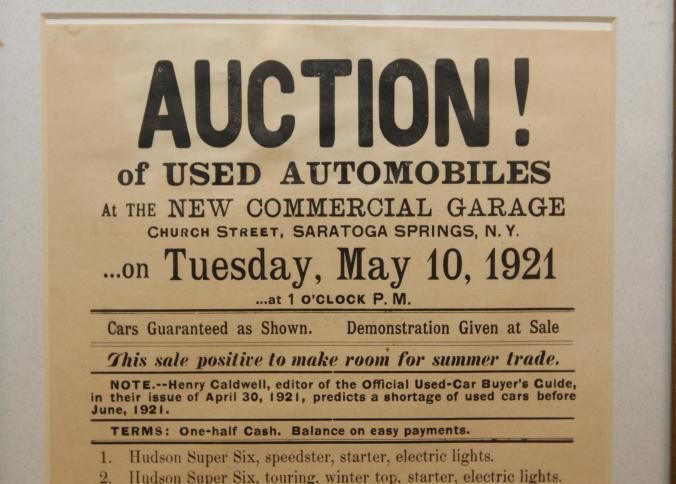 AUCTION!
of USED AUTOMOBILES
At THE NEW COMMERCIAL GARAGE
CHURCH STREET, SARATOGA SPRINGS, N. Y.
...on Tuesday, May 10, 1921
...at 1 O'CLOCK P. M.
Cars Guaranteed as Shown. Demonstration Given at Sale
This sale positive to make room for summer trade.
NOTE.--Henry Caldwell, editor of the Official Used-Car Buyer's Guide,
in their issue of April 30, 1921, predicts a shortage of used cars before
June, 1921.
TERMS: One-half Cash. Balance on easy payments.
1. Hudson Super Six, speedster, starter, electric lights.
2. Hudson Super Six, touring, winter top, starter, electric lights.